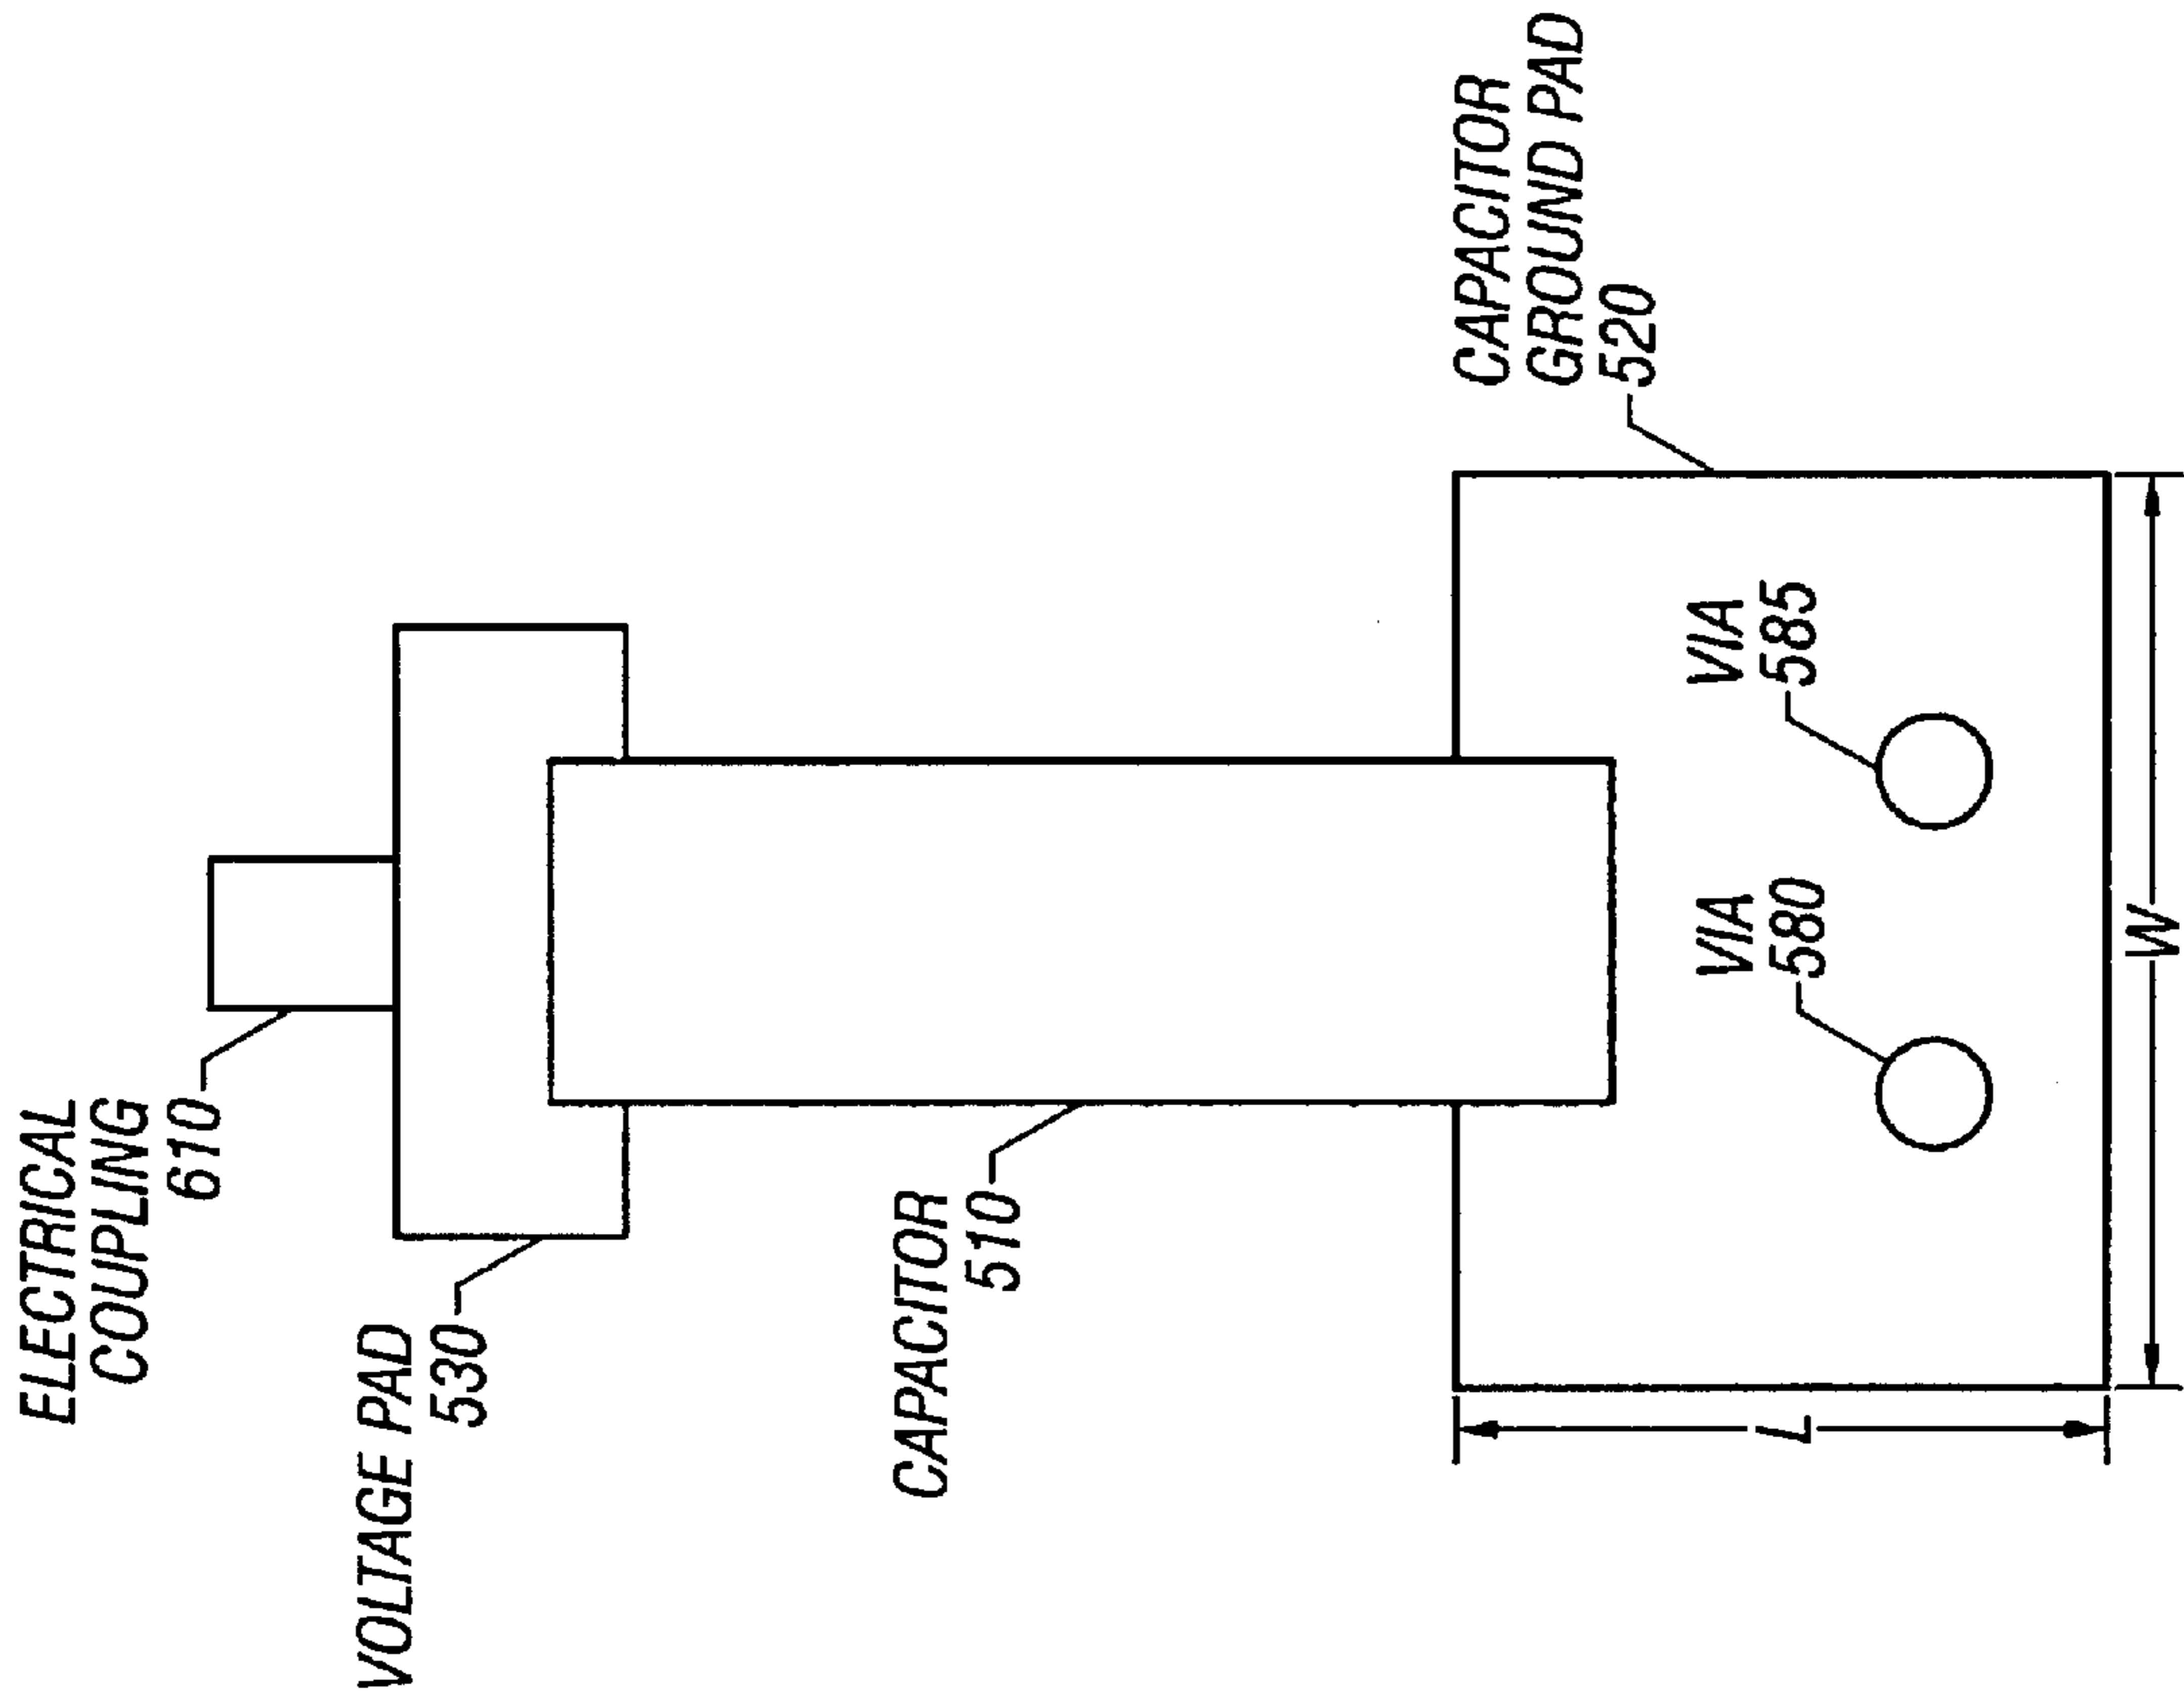 ELECTRICAL
COUPLING
610
VOLTAGE PAD
530
CAPACITOR
510
CAPACITOR
GROUND PAD
520
VIA
585
VIA
580
L
W